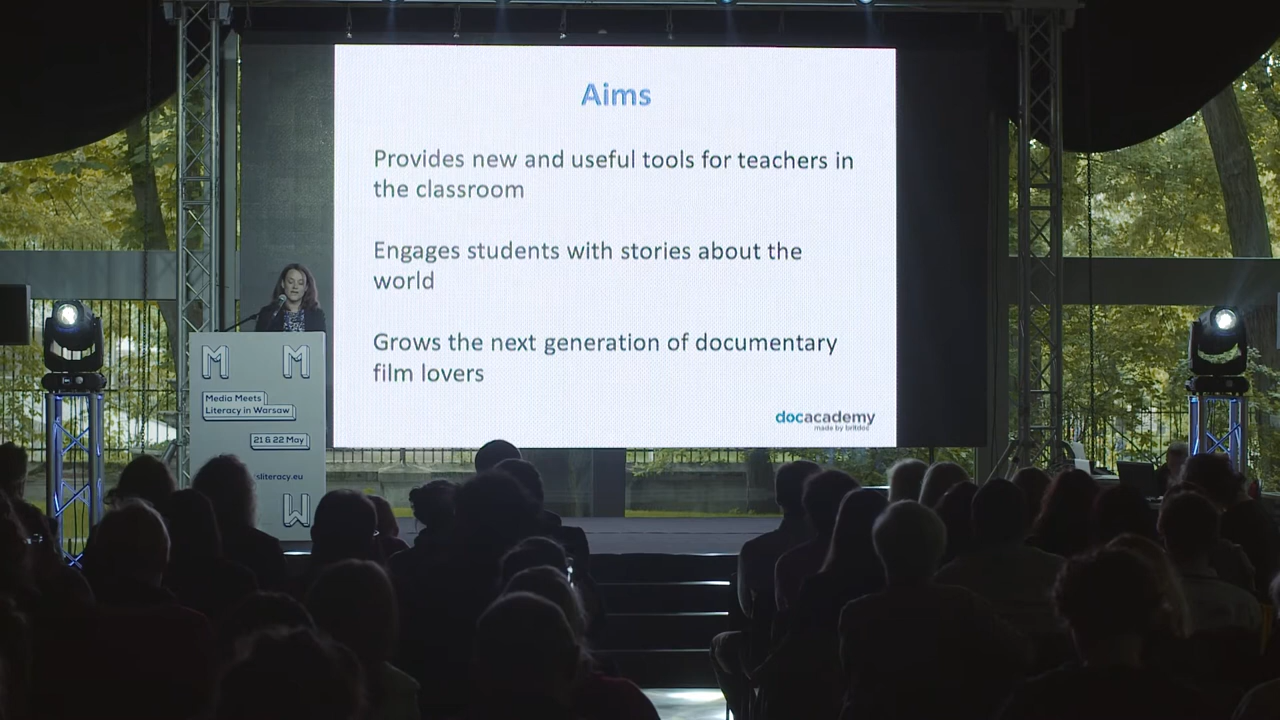 Aims
Provides new and useful tools for teachers in
the classroom
Engages students with stories about the
world
Grows the next generation of documentary
film lovers
docacademy
made by britdoc
M M
Media Meets
Literacy in Warsaw
21 & 22 May
sliteracy.eu
W